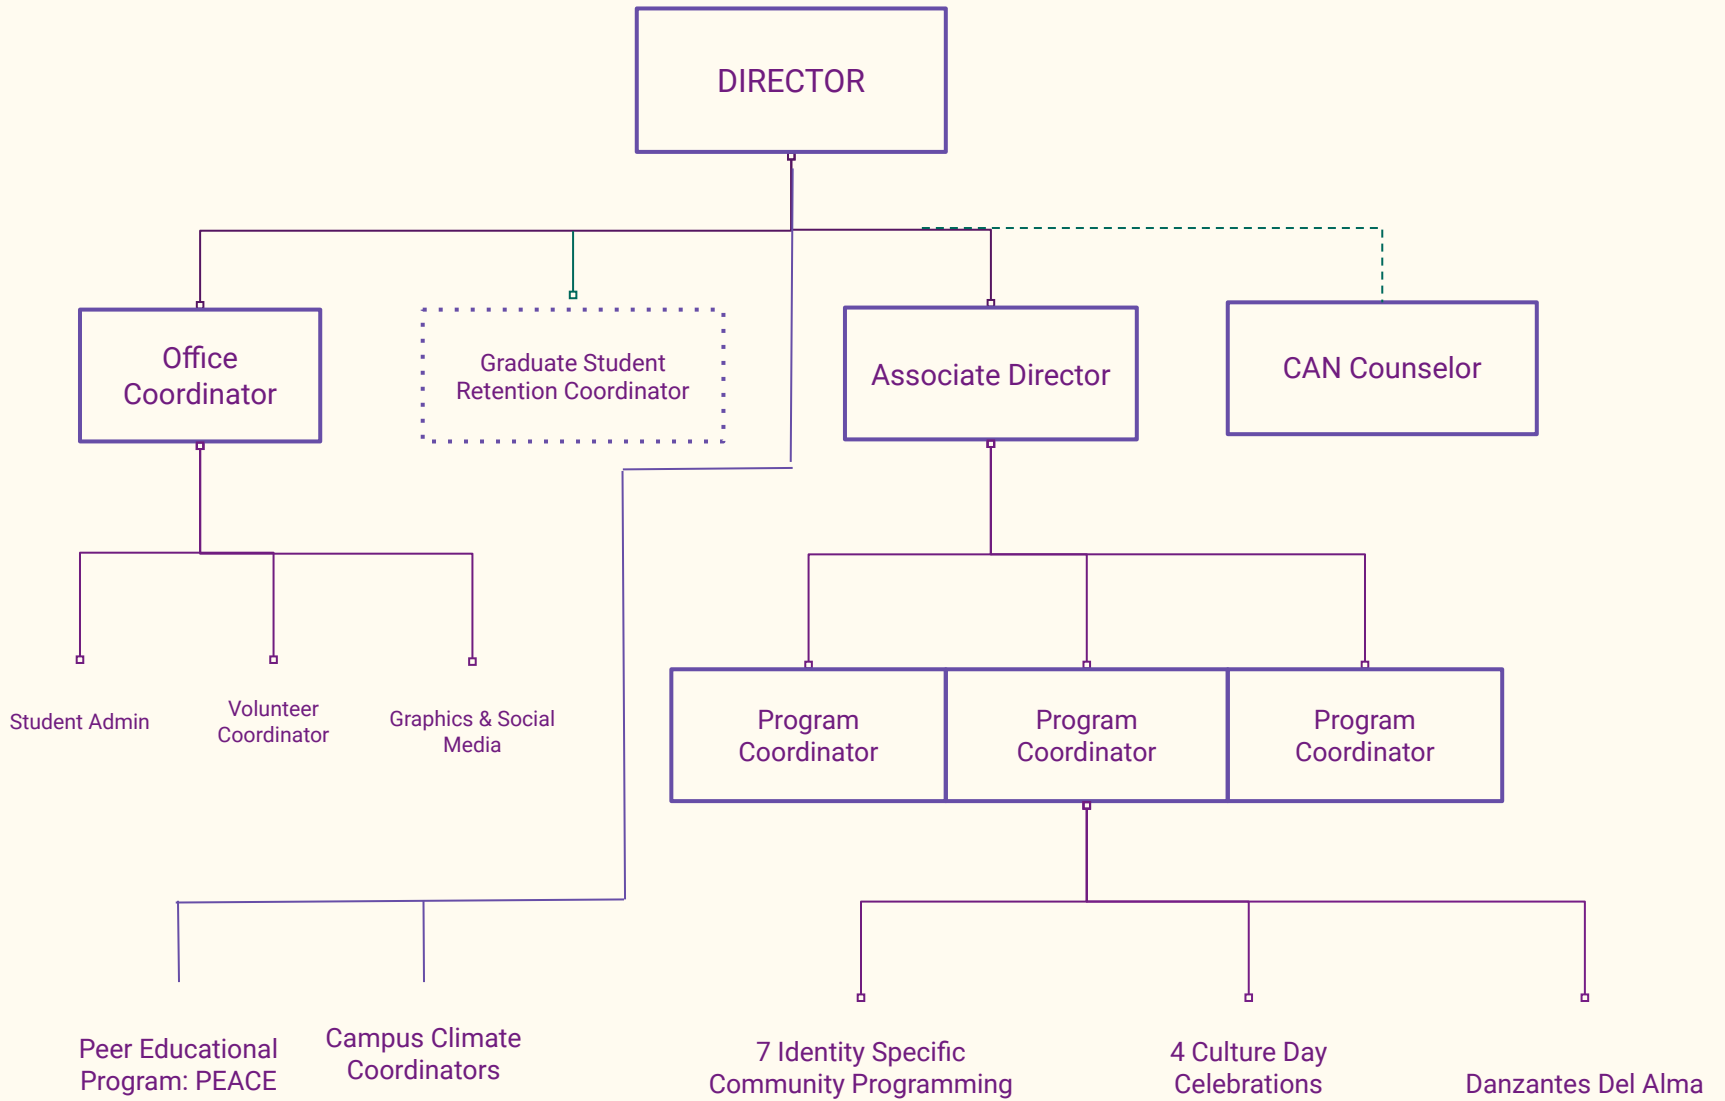 DIRECTOR
Office
Coordinator
Graduate Student
Retention Coordinator
Associate Director
CAN Counselor
Student Admin
Volunteer
Coordinator
Graphics & Social
Media
Program
Coordinator
Program
Coordinator
Program
Coordinator
Peer Educational
Program: PEACE
Campus Climate
Coordinators
7 Identity Specific
Community Programming
4 Culture Day
Celebrations
Danzantes Del Alma